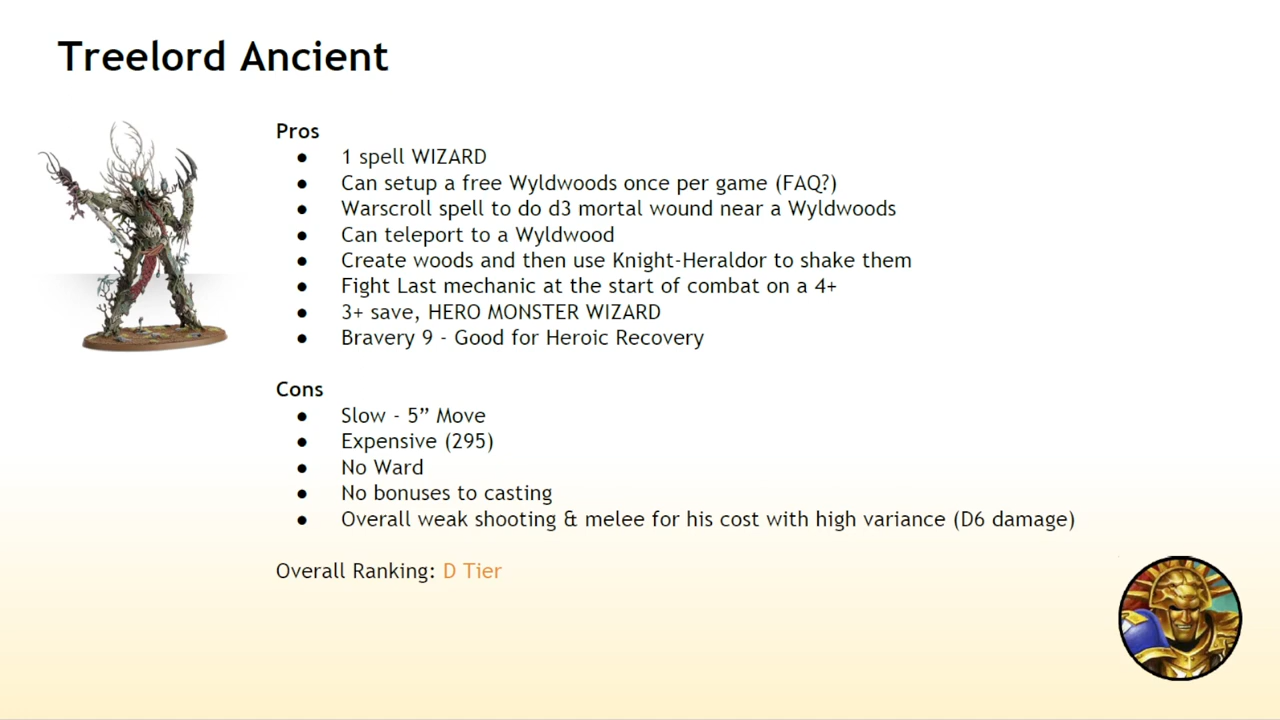 Treelord Ancient
Pros
● 1 spell WIZARD
● Can setup a free Wyldwoods once per game (FAQ?)
● Warscroll spell to do d3 mortal wound near a Wyldwoods
● Can teleport to a Wyldwood
● Create woods and then use Knight-Heraldor to shake them
● Fight Last mechanic at the start of combat on a 4+
● 3+ save, HERO MONSTER WIZARD
● Bravery 9 - Good for Heroic Recovery
Cons
● Slow - 5” Move
● Expensive (295)
● No Ward
● No bonuses to casting
● Overall weak shooting & melee for his cost with high variance (D6 damage)
Overall Ranking: D Tier